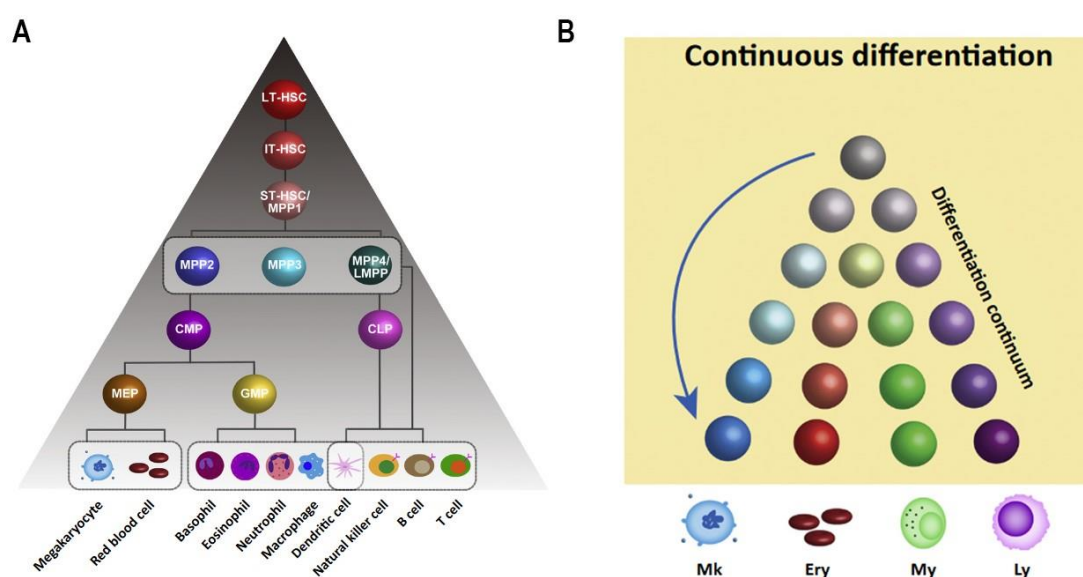 A
LT-HSC
IT-HSC
ST-HSC/
MPP1
MPP2
MPP3
MPP4/
LMPP
CMP
CLP
MEP
GMP
Megakaryocyte
Red blood cell
Basophil
Eosinophil
Neutrophil
Macrophage
Dendritic cell
Natural killer cell
B cell
T cell
B
Continuous differentiation
Differentiation continuum
Mk
Ery
My
Ly